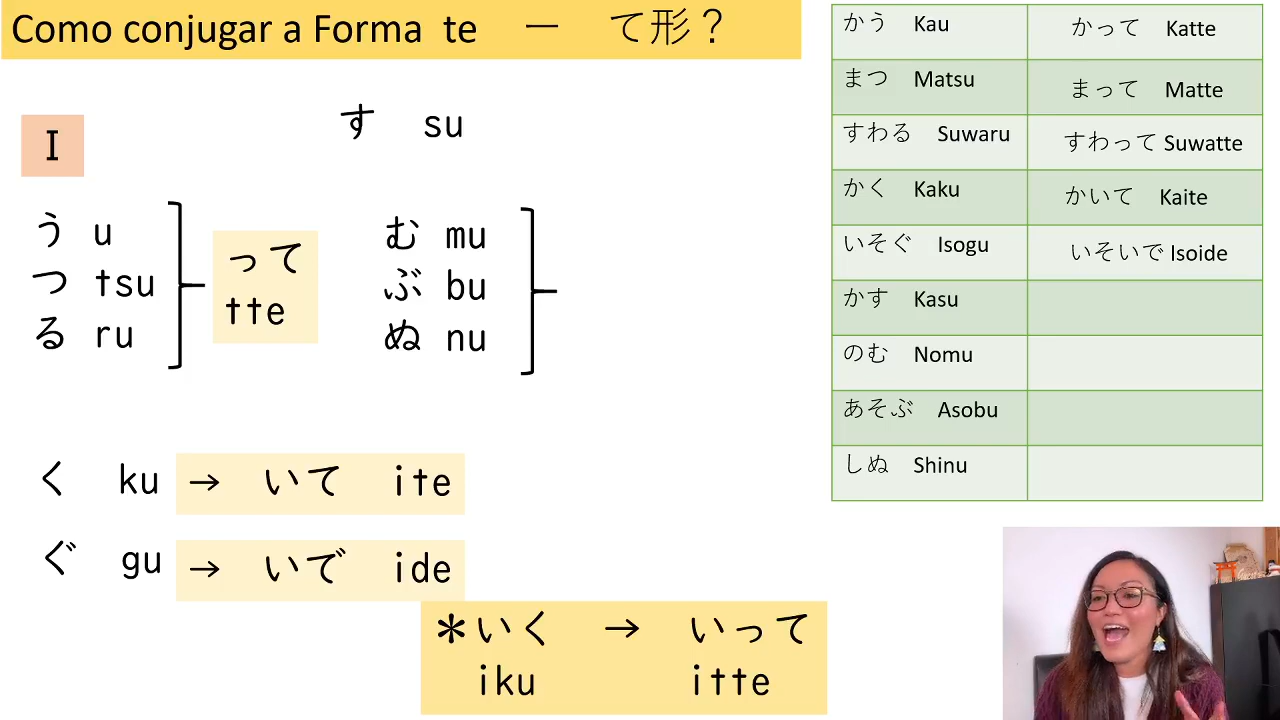 Como conjugar a Forma te ー て形？
I
す su
う u
つ tsu
る ru
って
tte
む mu
ぶ bu
ぬ nu
く ku → いて ite
ぐ gu → いで ide
＊いく → いって
iku itte
かう Kau かって Katte
まつ Matsu まって Matte
すわる Suwaru すわって Suwatte
かく Kaku かいて Kaite
いそぐ Isogu いそいで Isoide
かす Kasu
のむ Nomu
あそぶ Asobu
しぬ Shinu